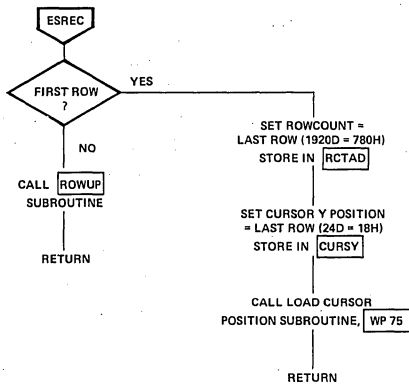 ESREC
FIRST ROW
?
YES
NO
CALL ROWUP
SUBROUTINE
RETURN
SET ROWCOUNT =
LAST ROW (1920D = 780H)
STORE IN RCTAD
SET CURSOR Y POSITION
= LAST ROW (24D = 18H)
STORE IN CURSY
CALL LOAD CURSOR
POSITION SUBROUTINE, WP 75
RETURN